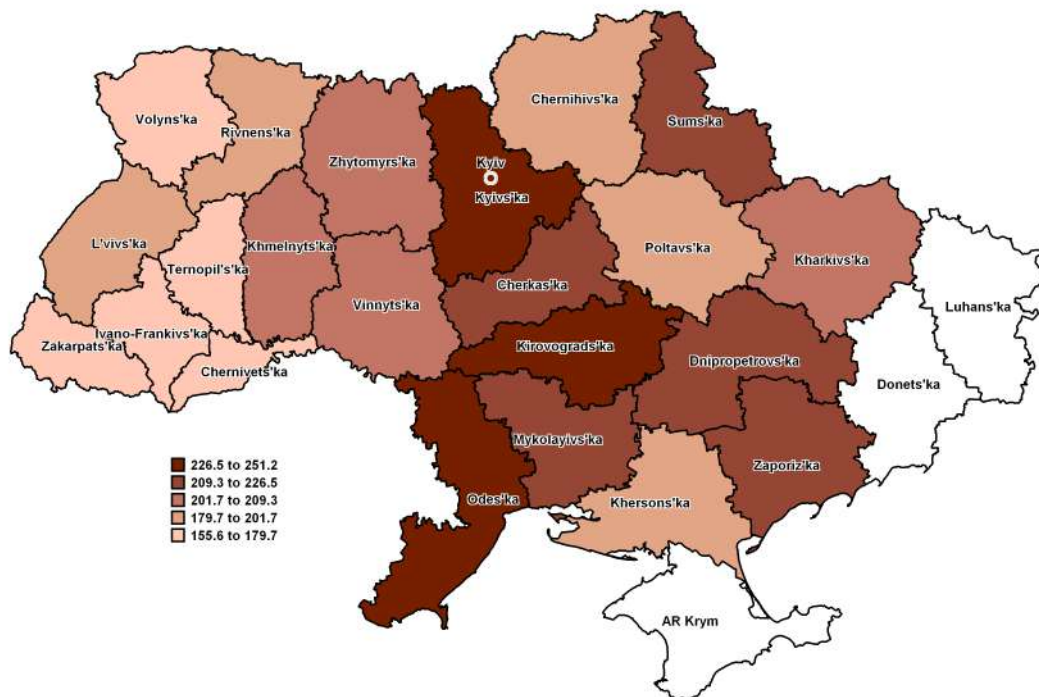 Chernihivs'ka
Sums'ka
Volyns'ka
Rivnens'ka
Zhytomyrs'ka
Kyiv
Kyivs'ka
L'vivs'ka
Khmelnyts'ka
Poltavs'ka
Kharkivs'ka
Ternopil's'ka
Cherkas'ka
Vinnyts'ka
Luhans'ka
Ivano-Frankivs'ka
Zakarpats'ka
Kirovograds'ka
Dnipropetrovs'ka
Chernivets'ka
Donets'ka
Mykolayivs'ka
Zaporiz'ka
Odes'ka
Khersons'ka
AR Krym
226.5 to 251.2
209.3 to 226.5
201.7 to 209.3
179.7 to 201.7
155.6 to 179.7